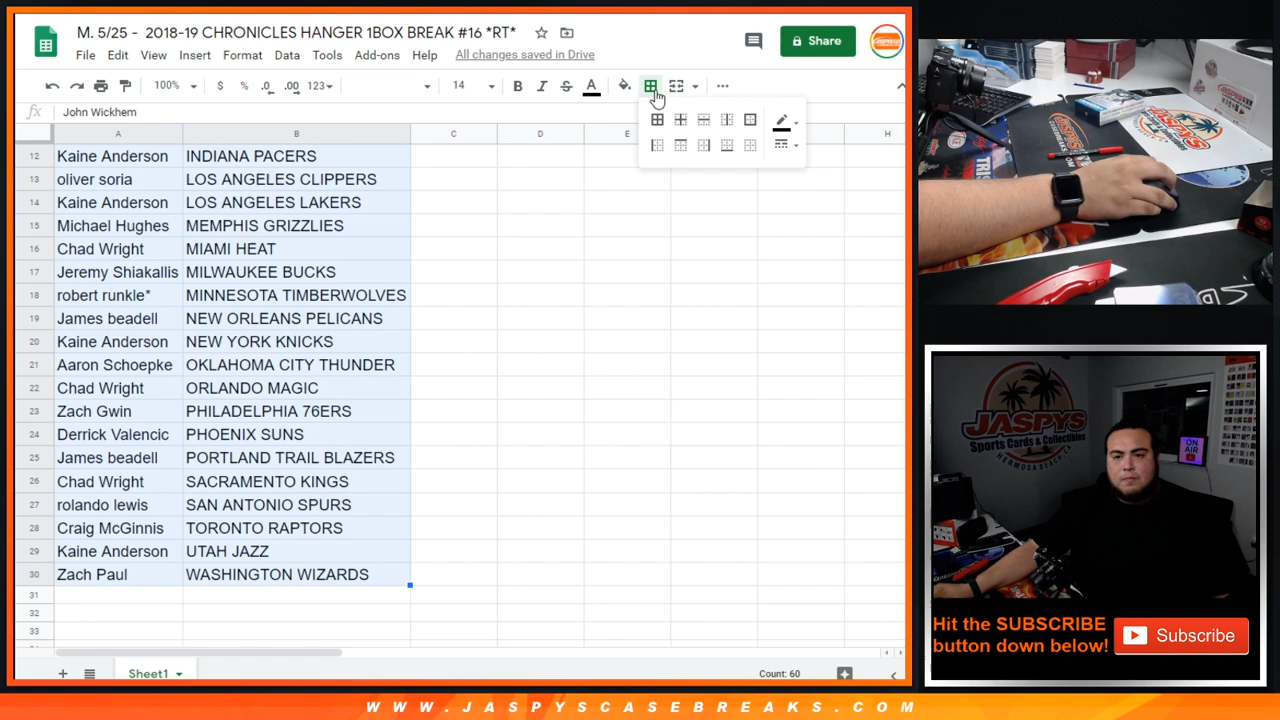 M. 5/25 - 2018-19 CHRONICLES HANGER 1BOX BREAK #16 *RT*
File Edit View Insert Format Data Tools Add-ons Help All changes saved in Drive
Share
100% $ % .0 .00 123 14 B I S A
fx John Wickhem
A B C D E H
12 Kaine Anderson INDIANA PACERS
13 oliver soria LOS ANGELES CLIPPERS
14 Kaine Anderson LOS ANGELES LAKERS
15 Michael Hughes MEMPHIS GRIZZLIES
16 Chad Wright MIAMI HEAT
17 Jeremy Shiakallis MILWAUKEE BUCKS
18 robert runkle* MINNESOTA TIMBERWOLVES
19 James beadell NEW ORLEANS PELICANS
20 Kaine Anderson NEW YORK KNICKS
21 Aaron Schoepke OKLAHOMA CITY THUNDER
22 Chad Wright ORLANDO MAGIC
23 Zach Gwin PHILADELPHIA 76ERS
24 Derrick Valencic PHOENIX SUNS
25 James beadell PORTLAND TRAIL BLAZERS
26 Chad Wright SACRAMENTO KINGS
27 rolando lewis SAN ANTONIO SPURS
28 Craig McGinnis TORONTO RAPTORS
29 Kaine Anderson UTAH JAZZ
30 Zach Paul WASHINGTON WIZARDS
31
32
33
Sheet1 Count: 60
JASPYS
Sports Cards & Collectibles
HERMOSA BEACH, CA
ON AIR
Hit the SUBSCRIBE
button down below!
Subscribe
WWW.JASPYSCASEBREAKS.COM